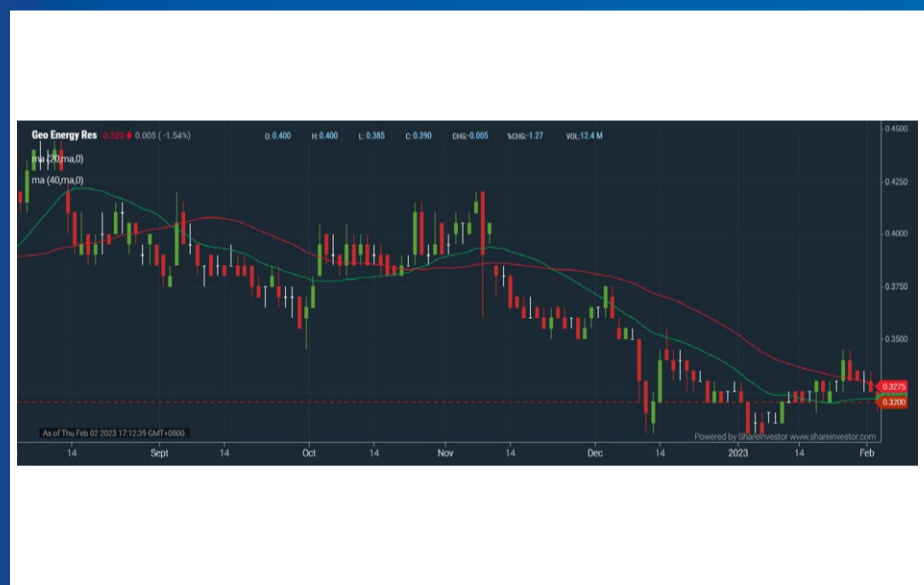 Geo Energy Res 0.320 0.005 (-1.54%) O: 0.400 H: 0.400 L: 0.385 C: 0.390 CHG:-0.005 %CHG:-1.27 VOL:12.4 M
ma (20,ma,0)
ma (40,ma,0)
0.4500
0.4250
0.4000
0.3750
0.3500
0.3275
0.3200
As of Thu Feb 02 2023 17:12:39 GMT+0800
Powered by ShareInvestor www.shareinvestor.com
14 Sept 14 Oct 14 Nov 14 Dec 14 2023 14 Feb